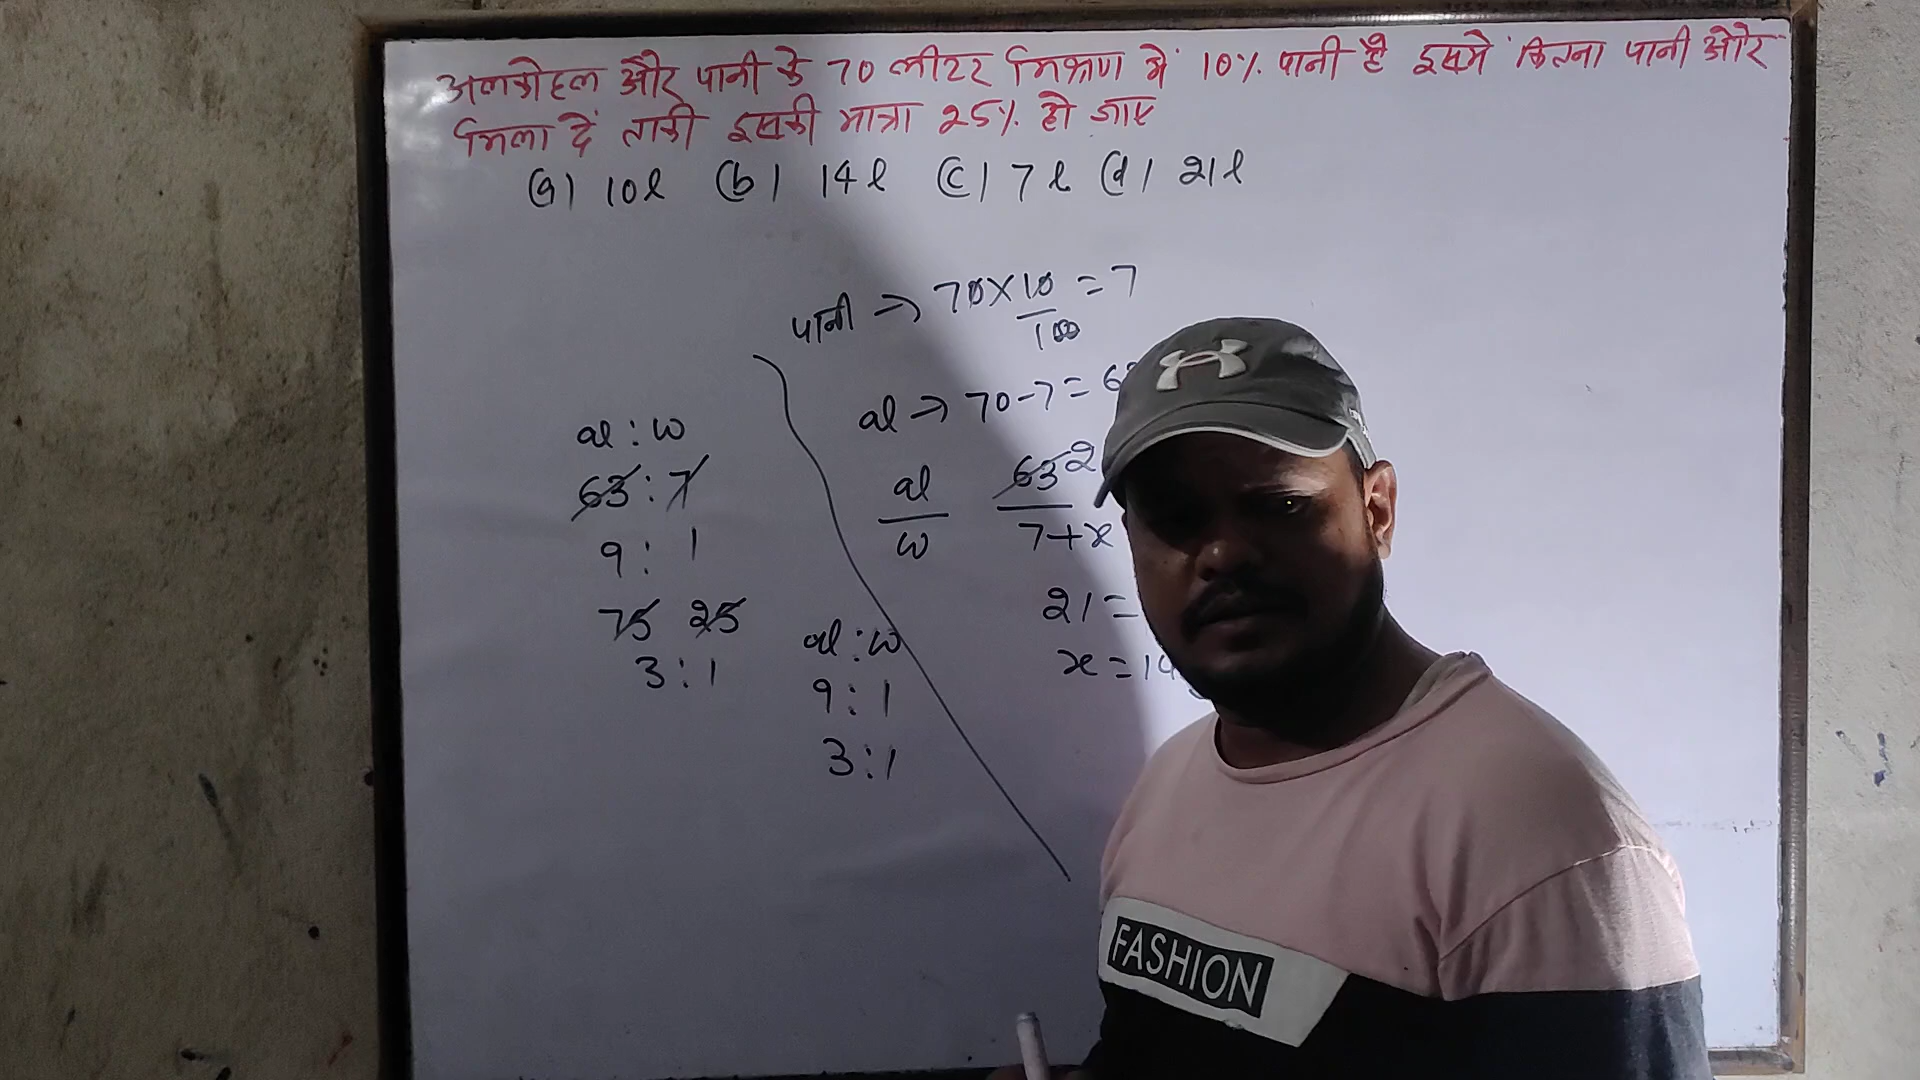 अलकोहल और पानी के 70 लीटर मिश्रण में 10% पानी है इसमें कितना पानी और
मिला दें ताकी इसकी मात्रा 25% हो जाए
(a) 10l (b) 14l (c) 7l (d) 21l
पानी => 70×10/100 = 7
al => 70-7=
al/w 63/7+x
21=
x=14
al : w
63 : 7
9 : 1
75 25
3 : 1
al : w
9 : 1
3 : 1
FASHION